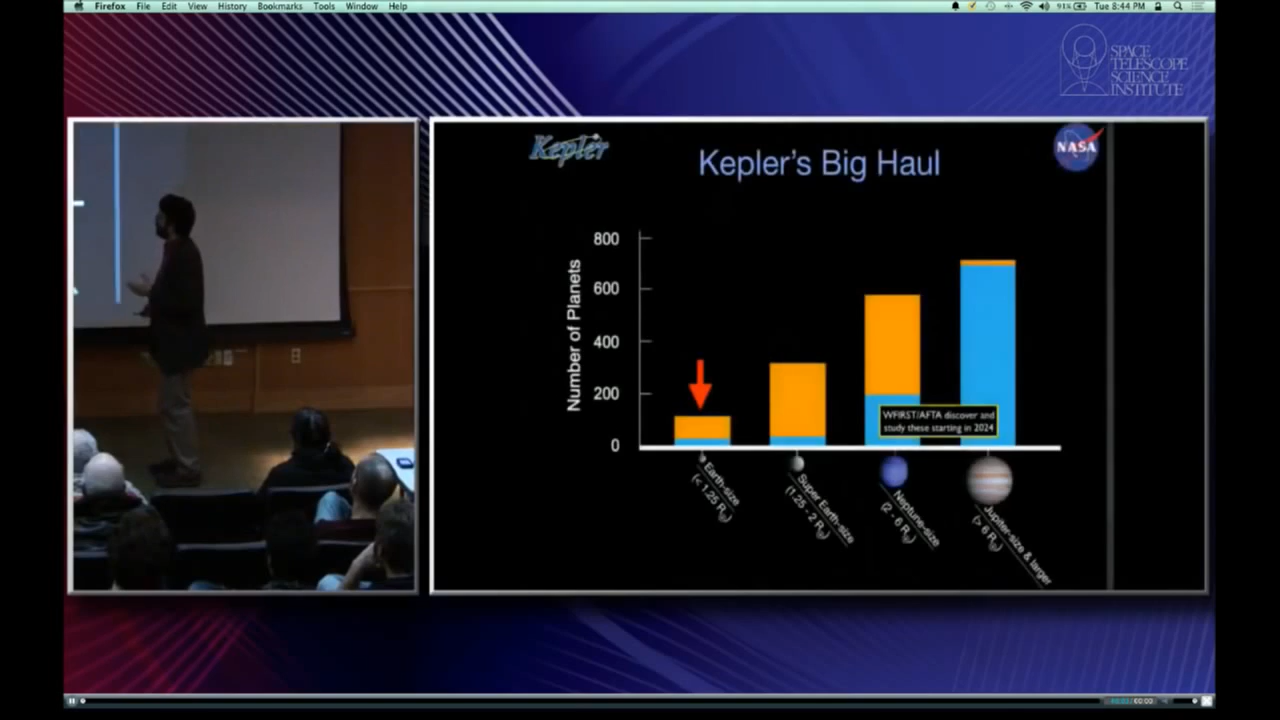 Firefox File Edit View History Bookmarks Tools Window Help
91% Tue 8:44 PM
SPACE
TELESCOPE
SCIENCE
INSTITUTE
Kepler
NASA
Kepler's Big Haul
Number of Planets
800
600
400
200
0
WFIRST/AFTA discover and
study these starting in 2024
Earth-size
(< 1.25 R⊕)
Super Earth-size
(1.25 - 2 R⊕)
Neptune-size
(2 - 6 R⊕)
Jupiter-size & larger
(> 6 R⊕)
/00:00